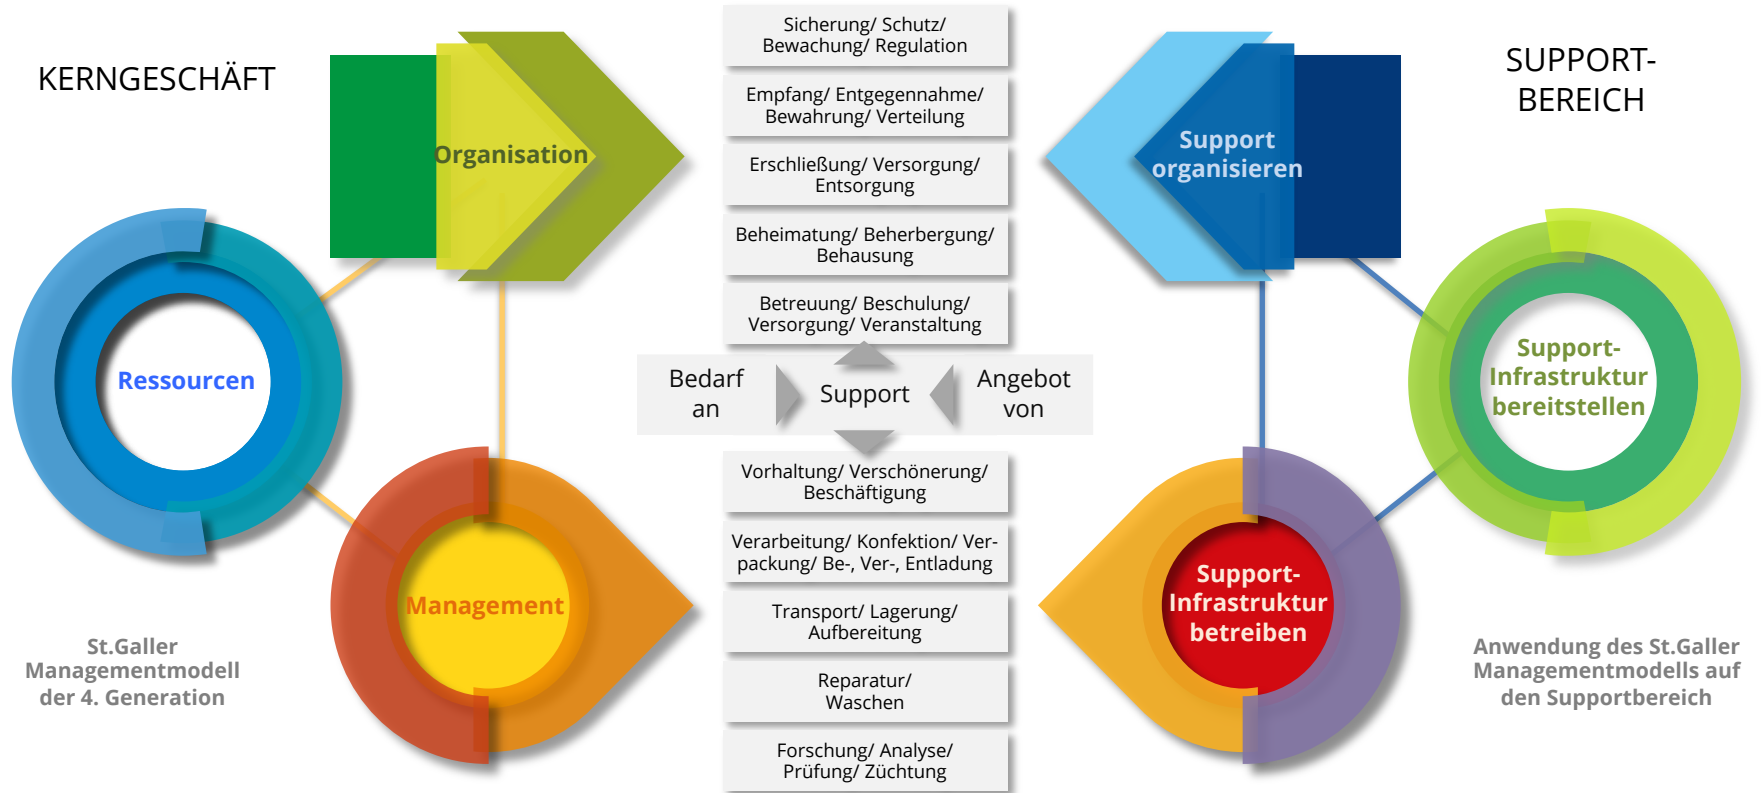 KERNGESCHÄFT
Organisation
Ressourcen
Management
St.Galler
Managementmodell
der 4. Generation
Sicherung/ Schutz/
Bewachung/ Regulation
Empfang/ Entgegennahme/
Bewahrung/ Verteilung
Erschließung/ Versorgung/
Entsorgung
Beheimatung/ Beherbergung/
Behausung
Betreuung/ Beschulung/
Versorgung/ Veranstaltung
Bedarf
an
Support
Angebot
von
Vorhaltung/ Verschönerung/
Beschäftigung
Verarbeitung/ Konfektion/ Ver-
packung/ Be-, Ver-, Entladung
Transport/ Lagerung/
Aufbereitung
Reparatur/
Waschen
Forschung/ Analyse/
Prüfung/ Züchtung
SUPPORT-
BEREICH
Support
organisieren
Support-
Infrastruktur
bereitstellen
Support-
Infrastruktur
betreiben
Anwendung des St.Galler
Managementmodells auf
den Supportbereich